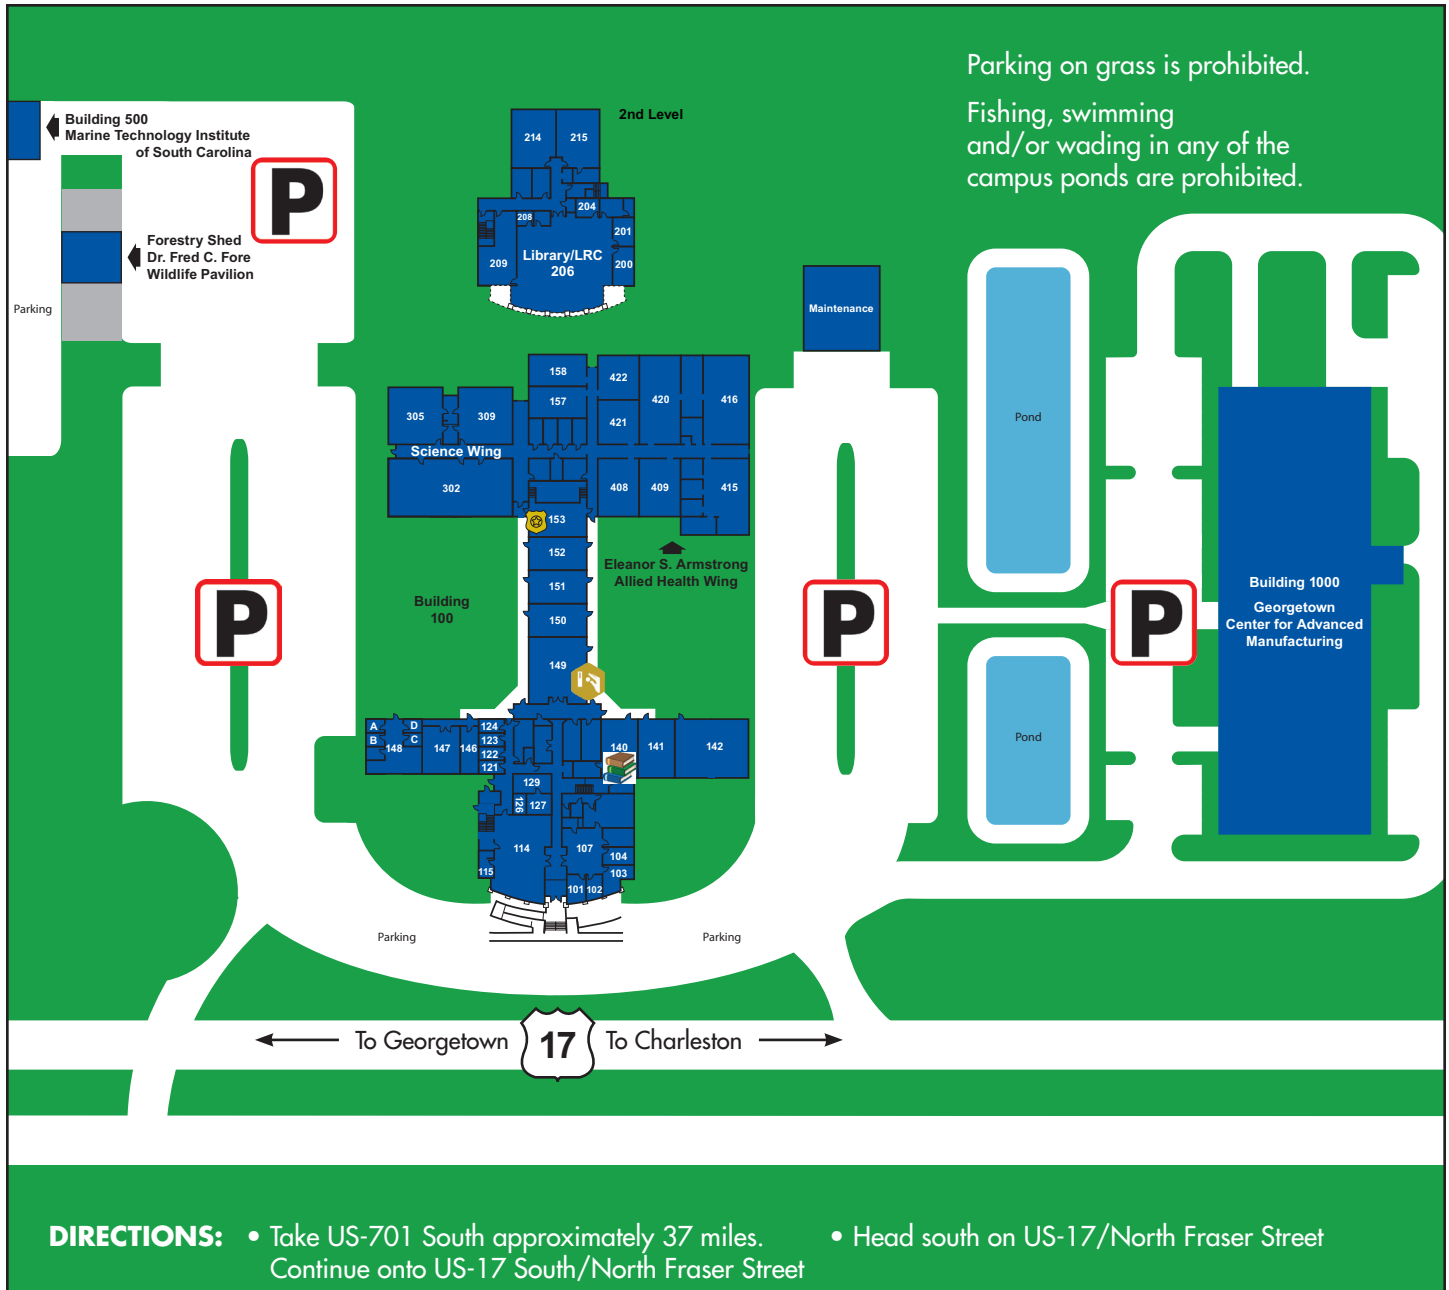 Parking on grass is prohibited.
Fishing, swimming
and/or wading in any of the
campus ponds are prohibited.
Building 500
Marine Technology Institute
of South Carolina
P
Forestry Shed
Dr. Fred C. Fore
Wildlife Pavilion
Parking
2nd Level
214
215
204
208
201
209
Library/LRC
206
200
Maintenance
158
422
157
420
416
305
309
421
Science Wing
302
408
409
415
153
152
Eleanor S. Armstrong
Allied Health Wing
151
Building
100
150
149
P
P
P
Pond
Pond
Building 1000
Georgetown
Center for Advanced
Manufacturing
A
D
124
B
C
123
148
147
146
122
121
140
141
142
129
126
127
114
107
104
115
103
101
102
Parking
Parking
To Georgetown
17
To Charleston
DIRECTIONS:
• Take US-701 South approximately 37 miles.
Continue onto US-17 South/North Fraser Street
• Head south on US-17/North Fraser Street